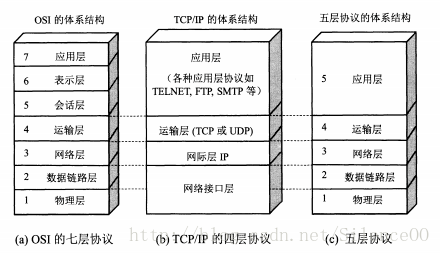 OSI 的体系结构
7 应用层
6 表示层
5 会话层
4 运输层
3 网络层
2 数据链路层
1 物理层
(a) OSI 的七层协议
TCP/IP 的体系结构
应用层
(各种应用层协议如
TELNET, FTP, SMTP 等)
运输层 (TCP 或 UDP)
网际层 IP
网络接口层
(b) TCP/IP 的四层协议
五层协议的体系结构
5 应用层
4 运输层
3 网络层
2 数据链路层
1 物理层
(c) 五层协议